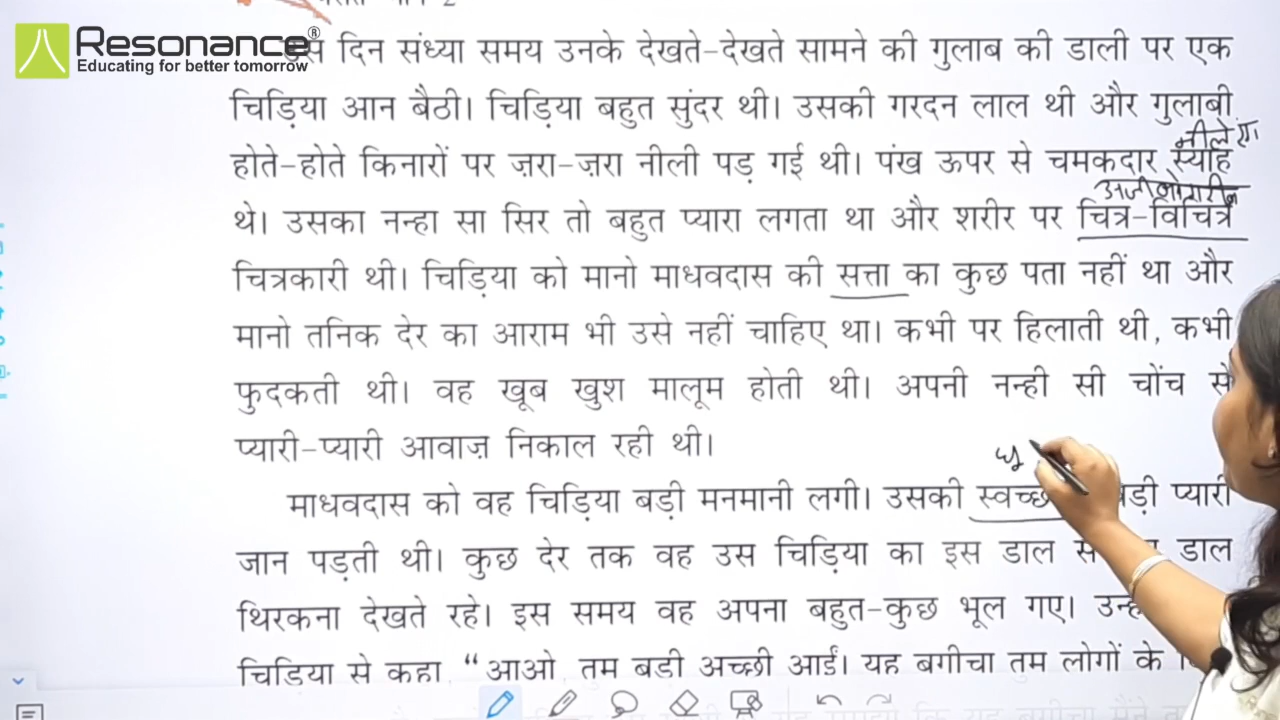 Resonance®
Educating for better tomorrow
दिन संध्या समय उनके देखते-देखते सामने की गुलाब की डाली पर एक
चिड़िया आन बैठी। चिड़िया बहुत सुंदर थी। उसकी गरदन लाल थी और गुलाबी
नीले
होते-होते किनारों पर ज़रा-ज़रा नीली पड़ गई थी। पंख ऊपर से चमकदार स्याह
थे। उसका नन्हा सा सिर तो बहुत प्यारा लगता था और शरीर पर चित्र-विचित्र
चित्रकारी थी। चिड़िया को मानो माधवदास की सत्ता का कुछ पता नहीं था और
मानो तनिक देर का आराम भी उसे नहीं चाहिए था। कभी पर हिलाती थी, कभी
फुदकती थी। वह खूब खुश मालूम होती थी। अपनी नन्ही सी चोंच से
प्यारी-प्यारी आवाज़ निकाल रही थी।
माधवदास को वह चिड़िया बड़ी मनमानी लगी। उसकी प्यारी
जान पड़ती थी। कुछ देर तक वह उस चिड़िया का इस डाल डाल
थिरकना देखते रहे। इस समय वह अपना बहुत-कुछ भूल गए।
चिड़िया से कहा, “आओ, तुम बड़ी अच्छी आईं। यह बगीचा तुम लोगों के